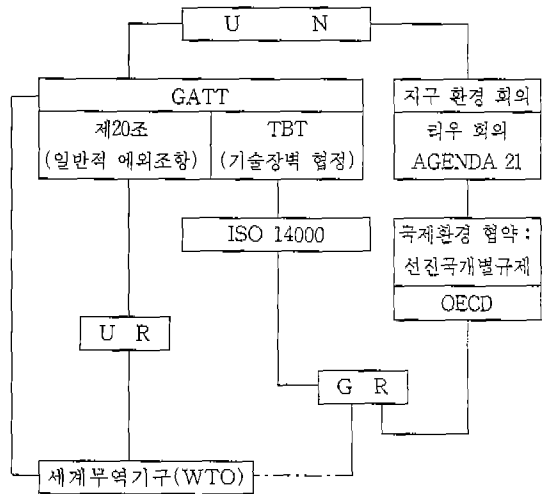 U N
GATT
제20조
(일반적 예외조항)
TBT
(기술장벽 협정)
지구 환경 회의
리우 회의
AGENDA 21
ISO 14000
국제환경 협약 :
선진국개별규제
OECD
U R
G R
세계무역기구(WTO)